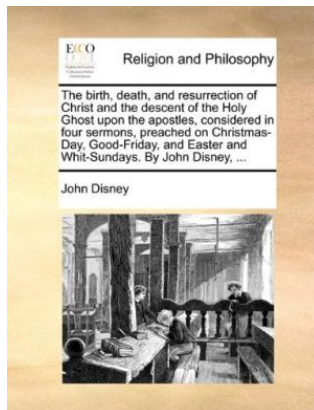 ECCO
Religion and Philosophy
The birth, death, and resurrection of
Christ and the descent of the Holy
Ghost upon the apostles, considered in
four sermons, preached on Christmas-
Day, Good-Friday, and Easter and
Whit-Sundays. By John Disney, ...
John Disney